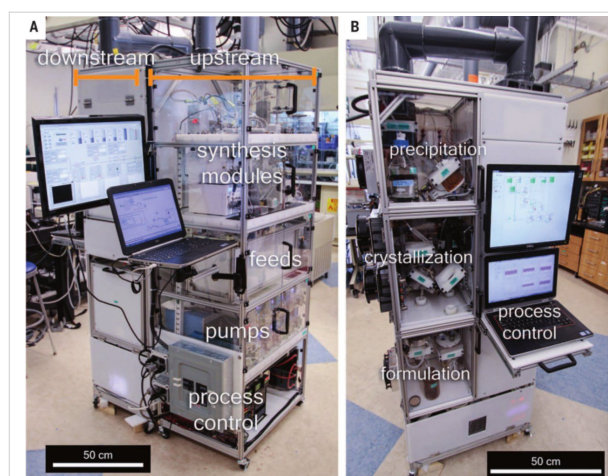 A
downstream
upstream
synthesis
modules
feeds
pumps
process
control
50 cm
B
precipitation
crystallization
process
control
formulation
50 cm